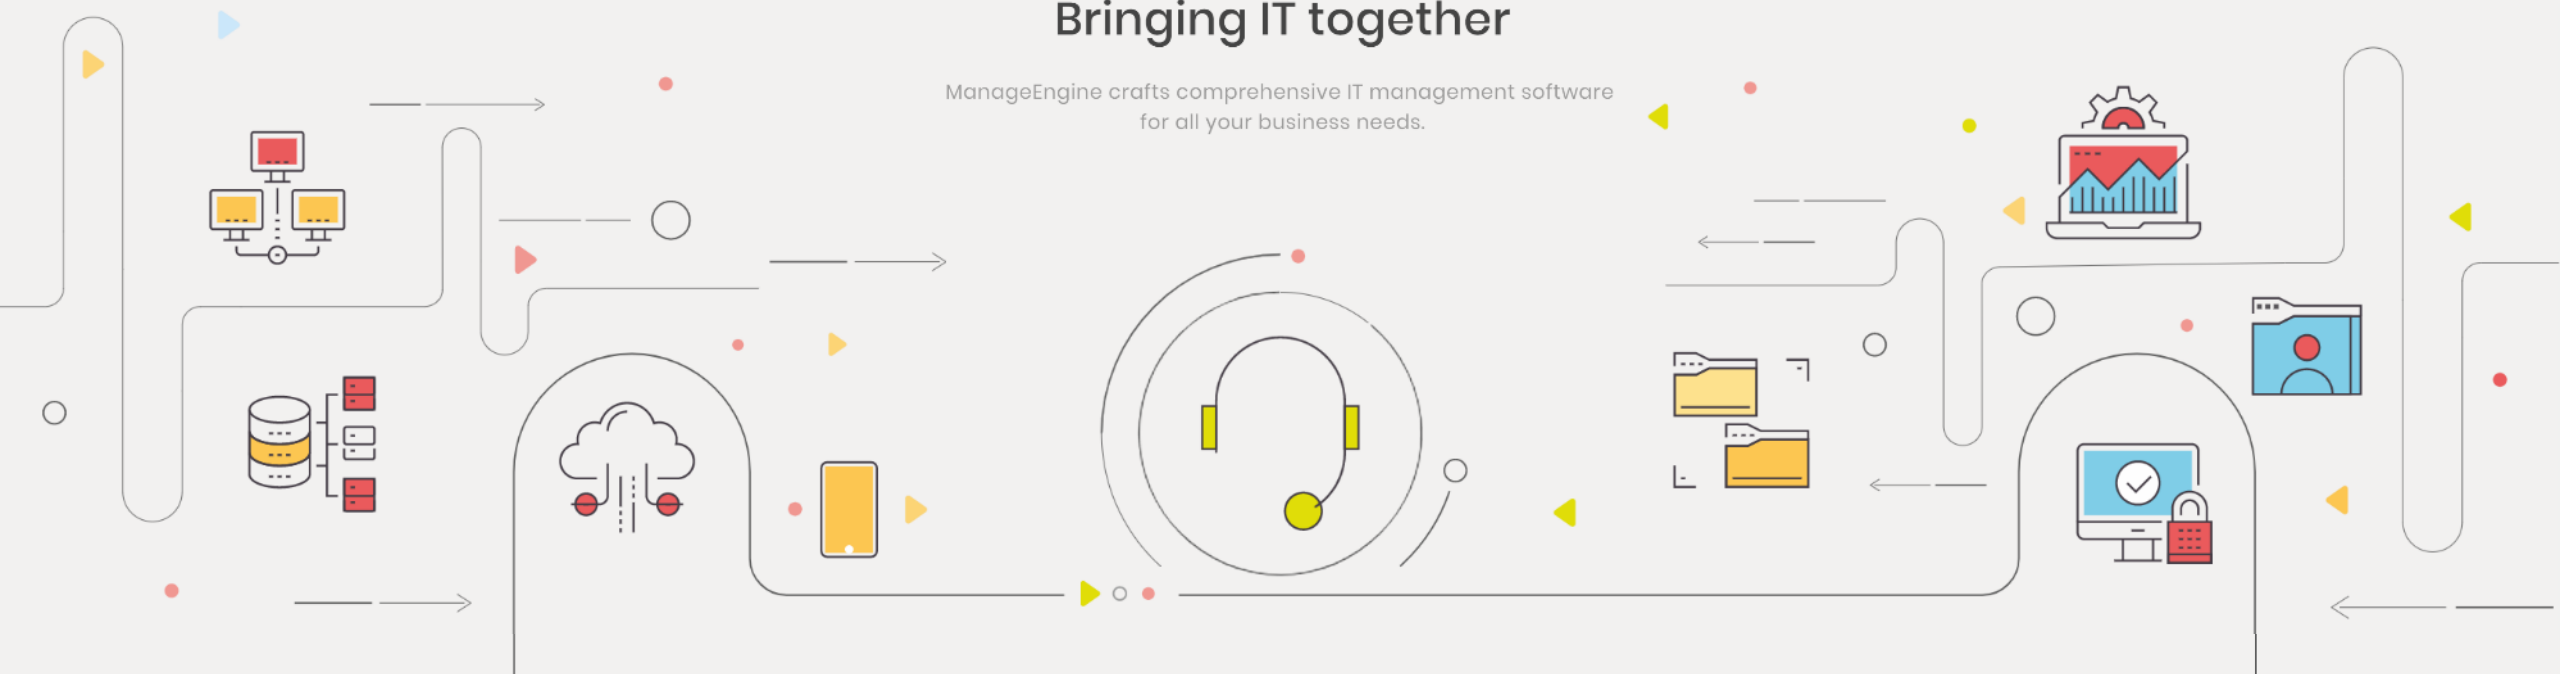 Bringing IT together
ManageEngine crafts comprehensive IT management software
for all your business needs.